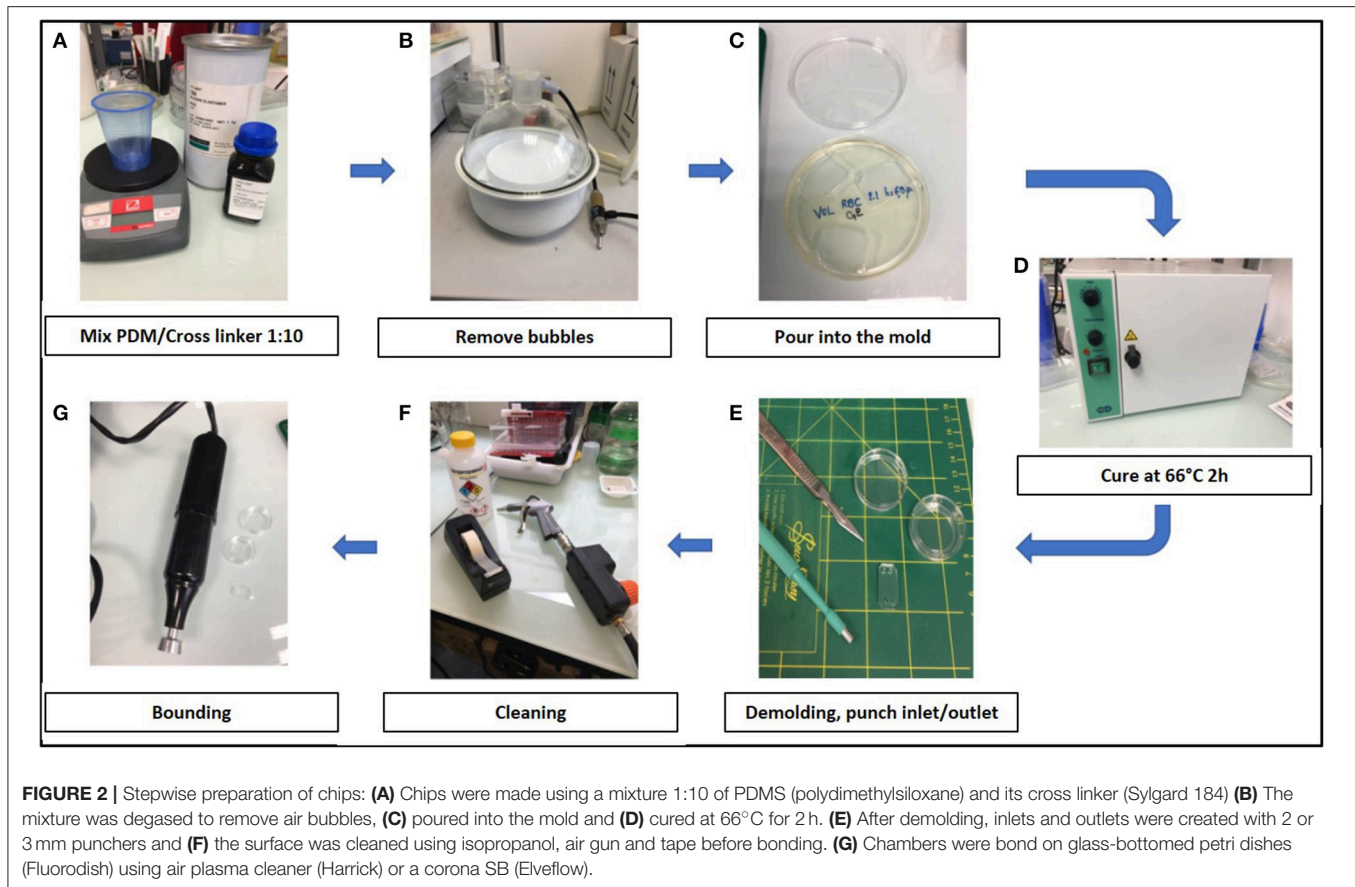 A
B
C
VOL RBC 2.1
Mix PDM/Cross linker 1:10
Remove bubbles
Pour into the mold
D
Cure at 66°C 2h
G
F
E
Bounding
Cleaning
Demolding, punch inlet/outlet
FIGURE 2 | Stepwise preparation of chips: (A) Chips were made using a mixture 1:10 of PDMS (polydimethylsiloxane) and its cross linker (Sylgard 184) (B) The
mixture was degased to remove air bubbles, (C) poured into the mold and (D) cured at 66°C for 2 h. (E) After demolding, inlets and outlets were created with 2 or
3 mm punchers and (F) the surface was cleaned using isopropanol, air gun and tape before bonding. (G) Chambers were bond on glass-bottomed petri dishes
(Fluorodish) using air plasma cleaner (Harrick) or a corona SB (Elveflow).